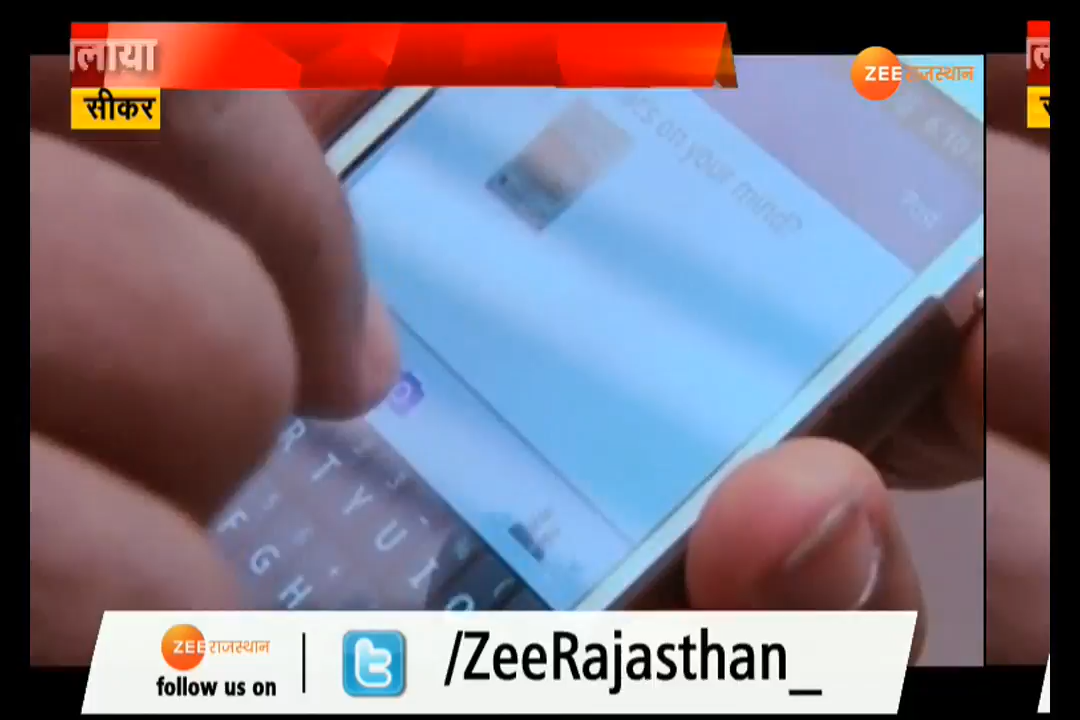 लाया
ZEE राजस्थान
सीकर
on your mind?
R T Y U I O
F G H
ZEE राजस्थान
follow us on
/ZeeRajasthan_